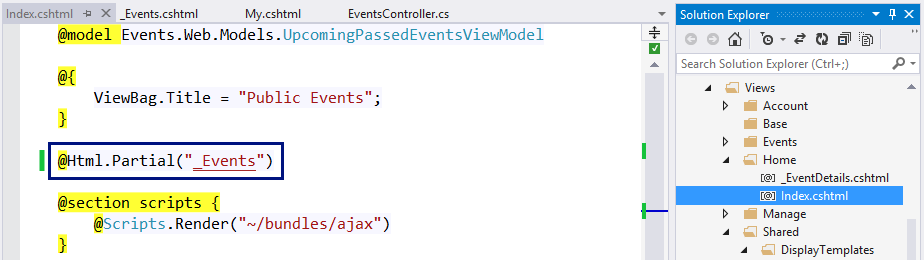 Index.cshtml _Events.cshtml My.cshtml EventsController.cs
@model Events.Web.Models.UpcomingPassedEventsViewModel
@{
ViewBag.Title = "Public Events";
}
@Html.Partial("_Events")
@section scripts {
@Scripts.Render("~/bundles/ajax")
}
Solution Explorer
Search Solution Explorer (Ctrl+;)
Views
Account
Base
Events
Home
_EventDetails.cshtml
Index.cshtml
Manage
Shared
DisplayTemplates